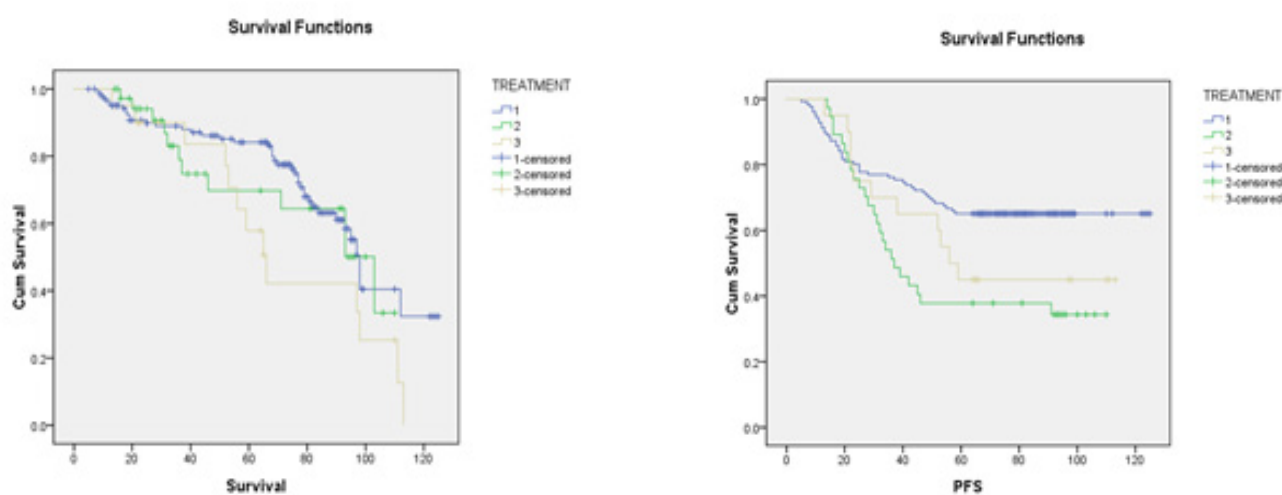 Survival Functions
TREATMENT
1
2
3
1-censored
2-censored
3-censored
Cum Survival
1.0
0.8
0.6
0.4
0.2
0.0
0 20 40 60 80 100 120
Survival
Survival Functions
TREATMENT
1
2
3
1-censored
2-censored
3-censored
Cum Survival
1.0
0.8
0.6
0.4
0.2
0.0
0 20 40 60 80 100 120
PFS